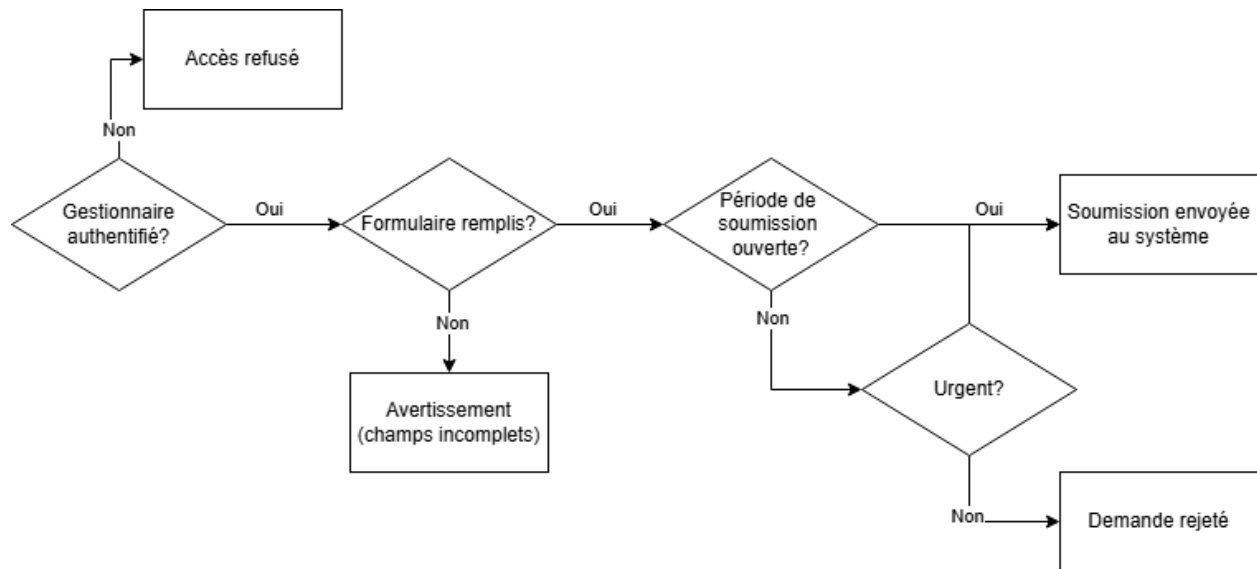 Accès refusé
Non
Gestionnaire
authentifié?
Oui
Formulaire remplis?
Oui
Période de
soumission
ouverte?
Oui
Soumission envoyée
au système
Non
Non
Avertissement
(champs incomplets)
Urgent?
Non
Demande rejeté